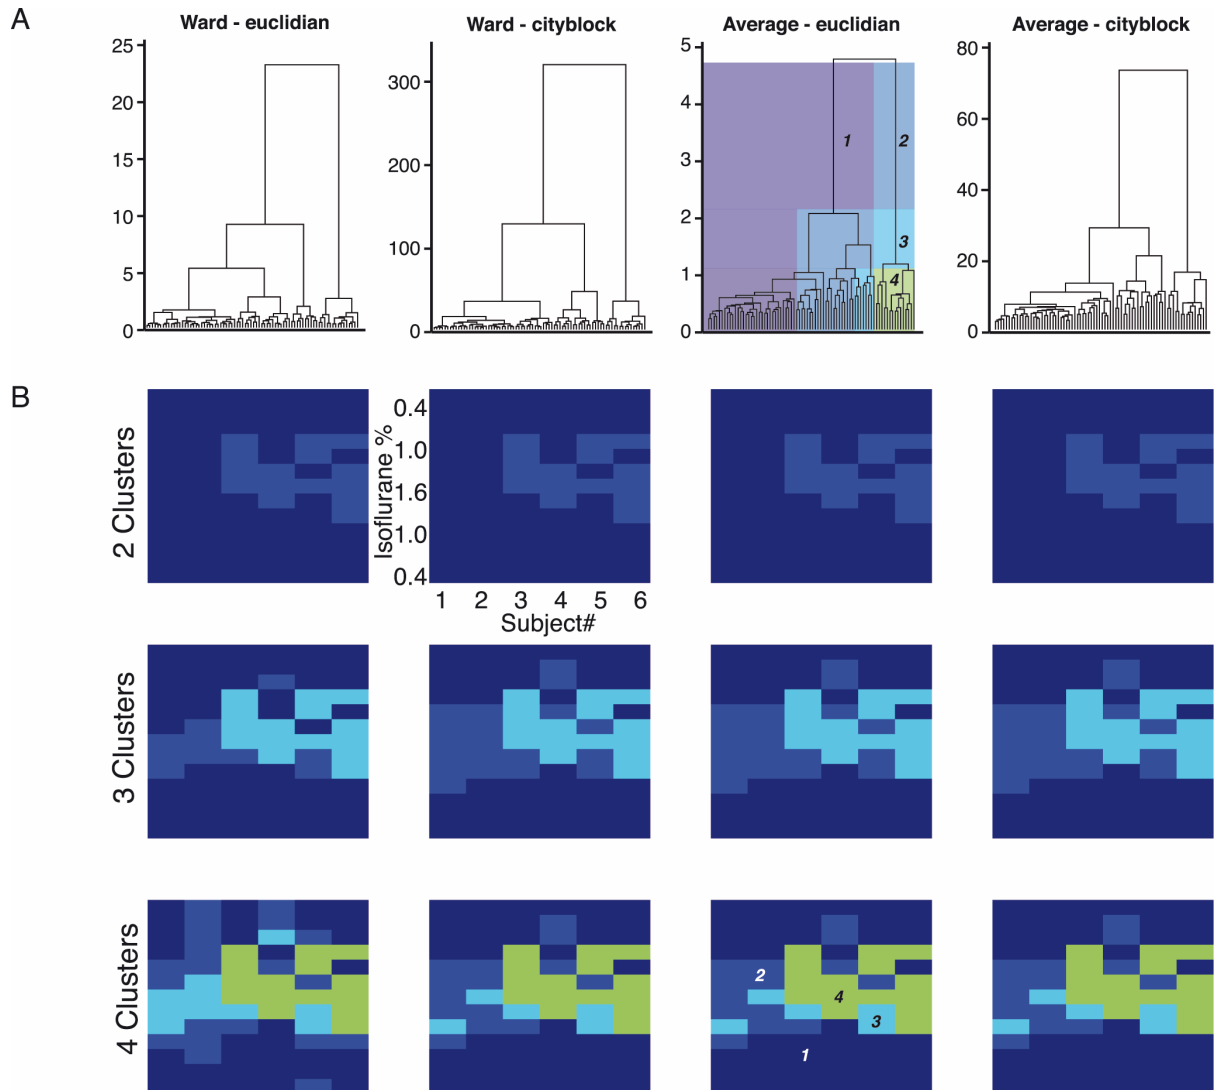 A
Ward - euclidian
Ward - cityblock
Average - euclidian
Average - cityblock
25
20
15
10
5
0
300
200
100
0
5
4
3
2
1
0
1
2
3
4
80
60
40
20
0
B
2 Clusters
Isoflurane %
0.4
1.0
1.6
1.0
0.4
1 2 3 4 5 6
Subject#
3 Clusters
4 Clusters
2
4
3
1